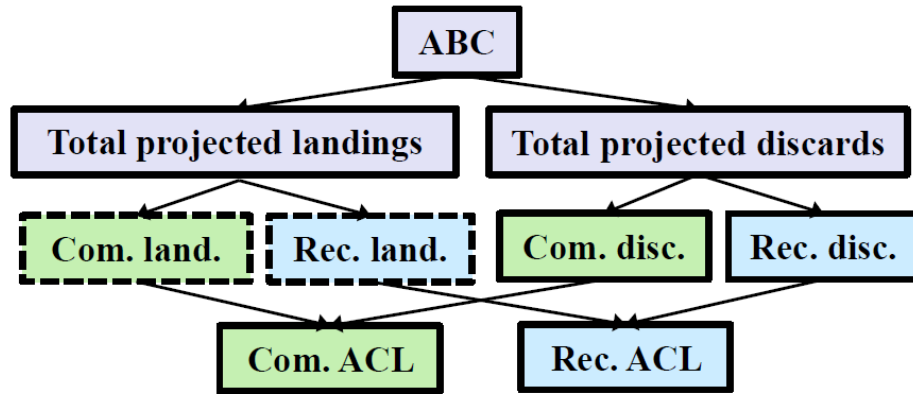 ABC
Total projected landings
Total projected discards
Com. land.
Rec. land.
Com. disc.
Rec. disc.
Com. ACL
Rec. ACL